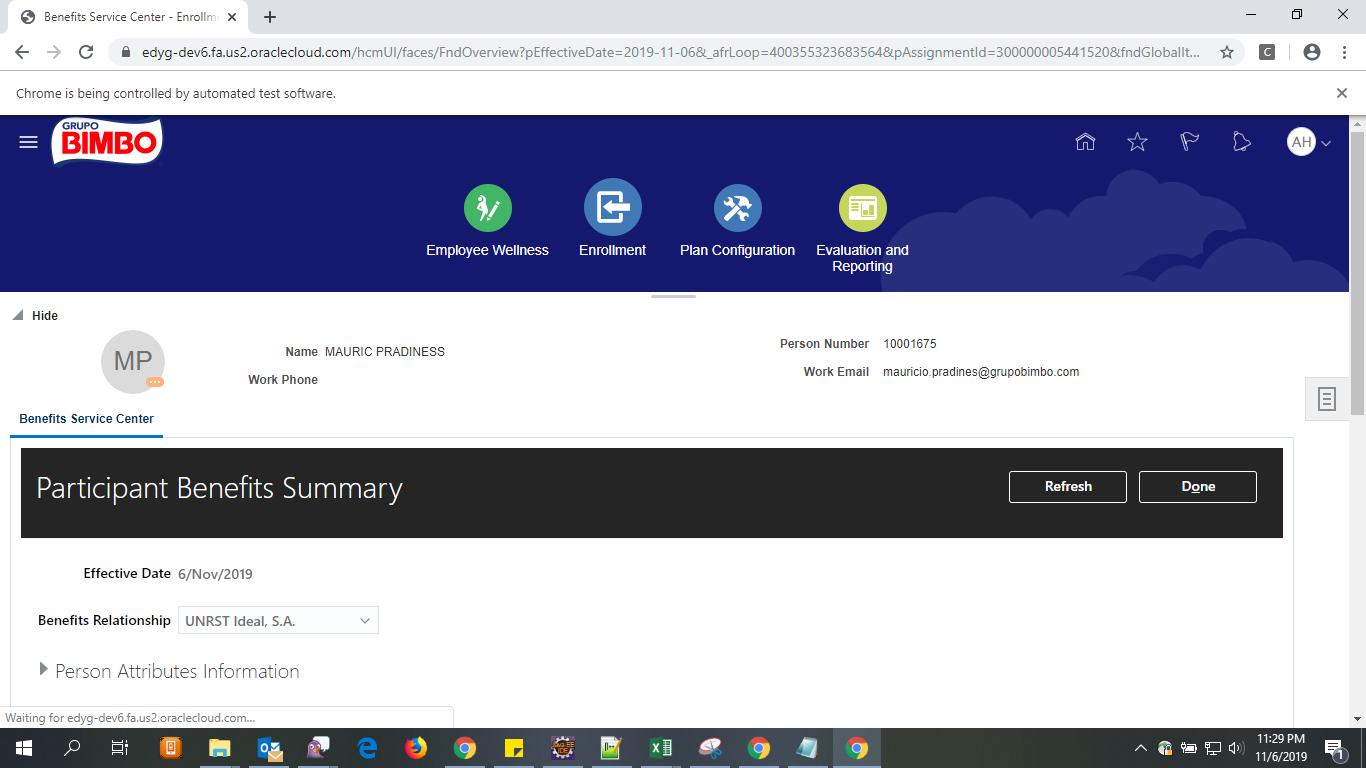 Benefits Service Center - Enrollm
edyg-dev6.fa.us2.oraclecloud.com/hcmUI/faces/FndOverview?pEffectiveDate=2019-11-06&_afrLoop=400355323683564&pAssignmentId=300000005441520&fndGlobalIt...
C
Chrome is being controlled by automated test software.
GRUPO
BIMBO
AH
Employee Wellness
Enrollment
Plan Configuration
Evaluation and
Reporting
Hide
MP
Name MAURIC PRADINESS
Work Phone
Person Number 10001675
Work Email mauricio.pradines@grupobimbo.com
Benefits Service Center
Participant Benefits Summary
Refresh
Done
Effective Date 6/Nov/2019
Benefits Relationship UNRST Ideal, S.A.
Person Attributes Information
Waiting for edyg-dev6.fa.us2.oraclecloud.com...
11:29 PM
11/6/2019
1